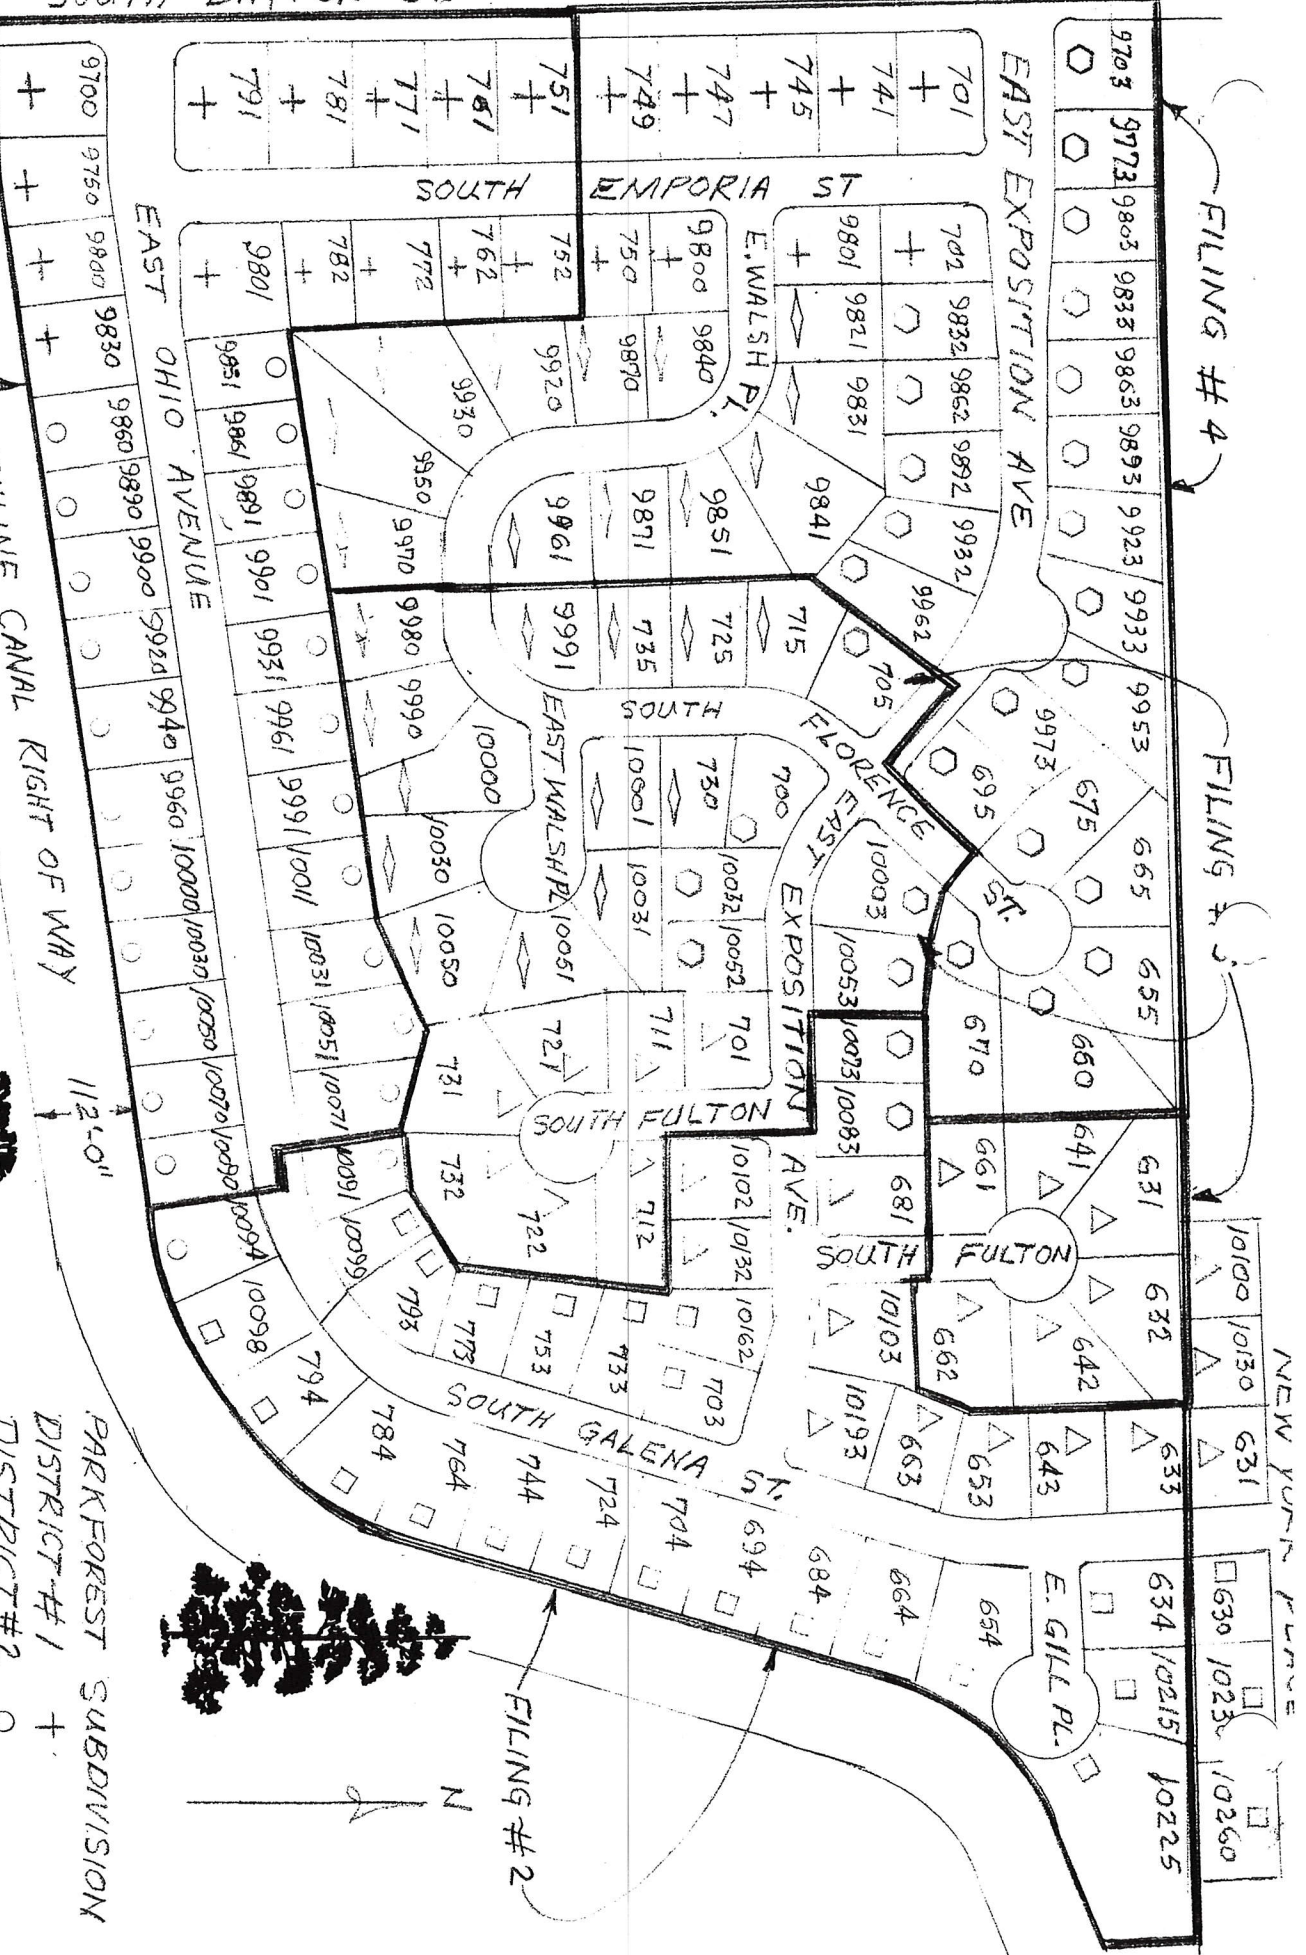 FILING # 4
FILING #
NEW YORK PLACE
10100 10130 631 630 10260
9703 9773 9803 9833 9863 9893 9923 9933 9953
665 655 631 632 633 634 10215 10225
EAST EXPOSITION AVE
9973 675 695 670 660 661 641 642 662 643 653 663
ST.
E. GILL PL.
701 741 745 747 749 751 761 771 781 791
702 9832 9862 9892 9932 9962
9801 9821 9831 9841
SOUTH EMPORIA ST
E. WALSH PL.
9800 9840
750 9870
752 9920
762 9930
772 9950
782 9970
9801
9851 9871 9961
715 705
725 735 9991
SOUTH FLORENCE
EAST EXPOSITION AVE.
10003 10053 10073 10083 681 10103 10193
SOUTH FULTON
700 730 10001 10031 10032 10052
EAST WALSH PL
9980 9990 10000 10030 10050 10051
701 711 721 731
SOUTH FULTON
732 722 712
10102 10132 10162
703 733 753 773 793
SOUTH GALENA ST.
654 664 684 694 704 724 744 764 784 794
9851 9861 9891 9901 9931 9961 9991 1001 10031 10051 10071 10091 10099
EAST OHIO AVENUE
9700 9750 9800 9830 9860 9890 9900 9920 9940 9960 10000 10030 10050 10070 10090 10094 10098
CANAL RIGHT OF WAY
112'-0"
FILING #2
N
PARKFOREST SUBDIVISION
DISTRICT #1 +
DISTRICT #2 ○